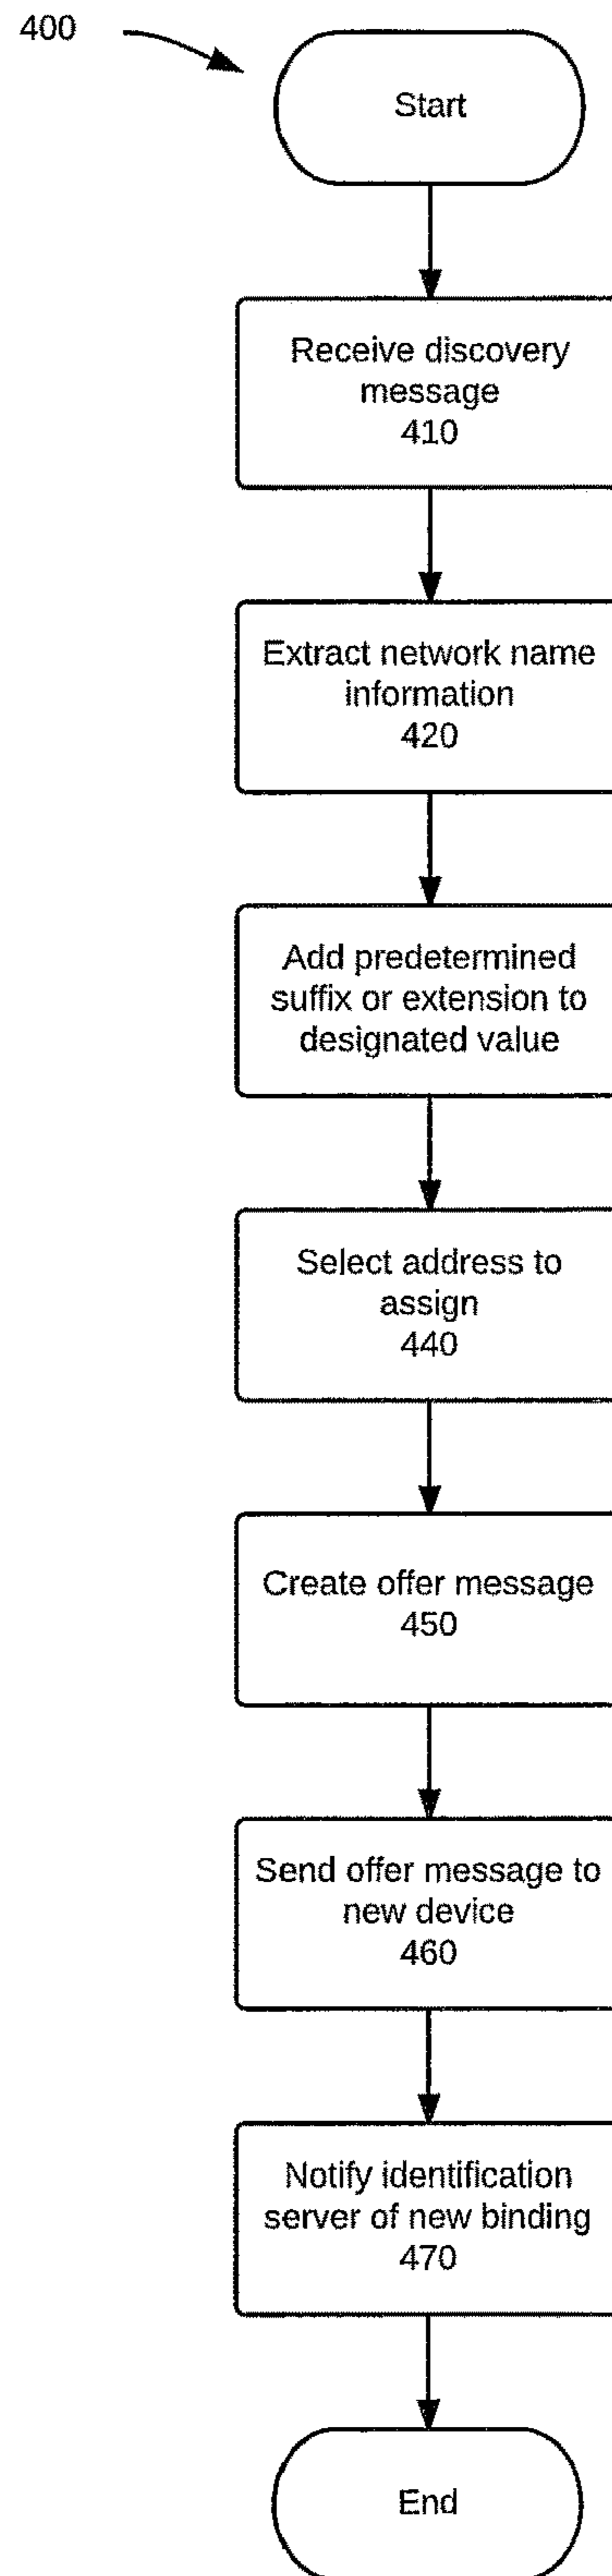 400
Start
Receive discovery
message
410
Extract network name
information
420
Add predetermined
suffix or extension to
designated value
Select address to
assign
440
Create offer message
450
Send offer message to
new device
460
Notify identification
server of new binding
470
End